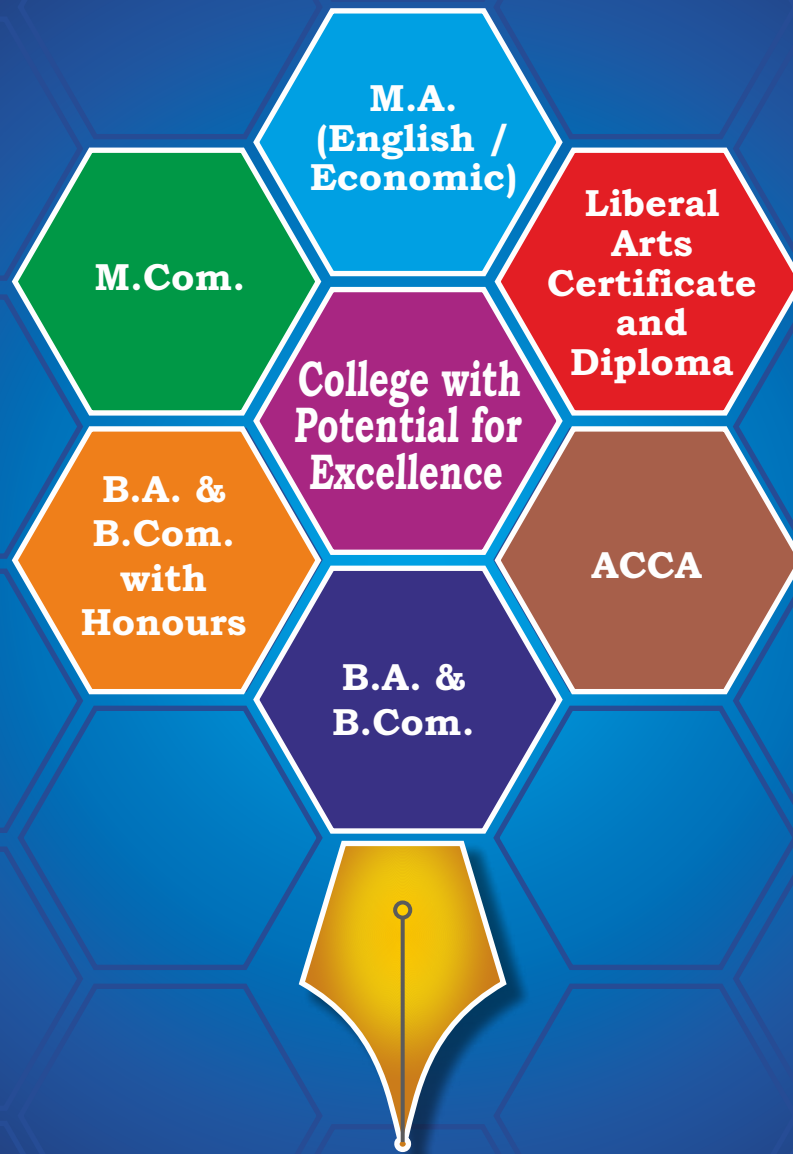 M.A.
(English /
Economic)
M.Com.
Liberal
Arts
Certificate
and
Diploma
College with
Potential for
Excellence
B.A. &
B.Com.
with
Honours
ACCA
B.A. &
B.Com.